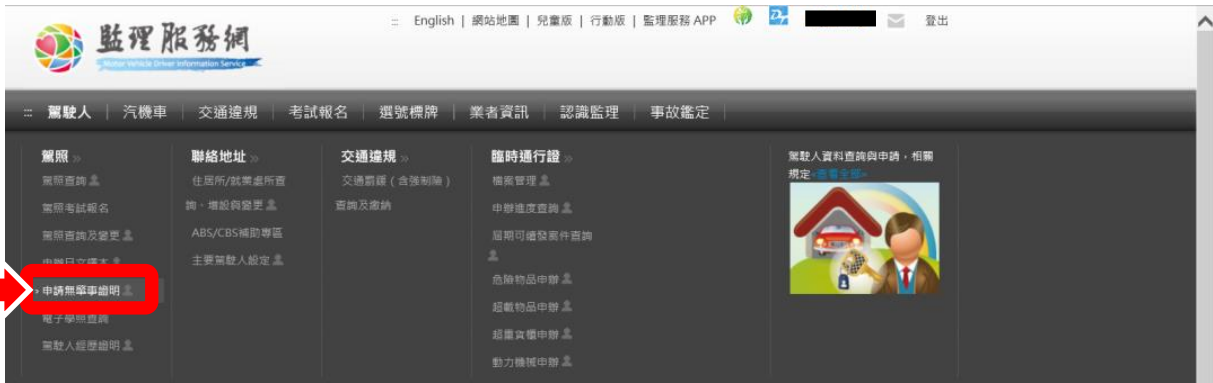 :: English | 網站地圖 | 兒童版 | 行動版 | 監理服務 APP 登出
監理服務網
Motor Vehicle Driver Information Service
:: 駕駛人 | 汽機車 | 交通違規 | 考試報名 | 選號標牌 | 業者資訊 | 認識監理 | 事故鑑定 |
駕照 »
駕照查詢
駕照考試報名
駕照查詢及變更
申辦日文譯本
› 申請無肇事證明
電子學照查詢
駕駛人經歷證明
聯絡地址 »
住居所/就業處所查
詢、增設與變更
ABS/CBS補助專區
主要駕駛人設定
交通違規 »
交通罰鍰(含強制險)
查詢及繳納
臨時通行證 »
檔案管理
申辦進度查詢
屆期可續發案件查詢
危險物品申辦
超載物品申辦
超重貨櫃申辦
動力機械申辦
駕駛人資料查詢與申請，相關
規定«查看全部»